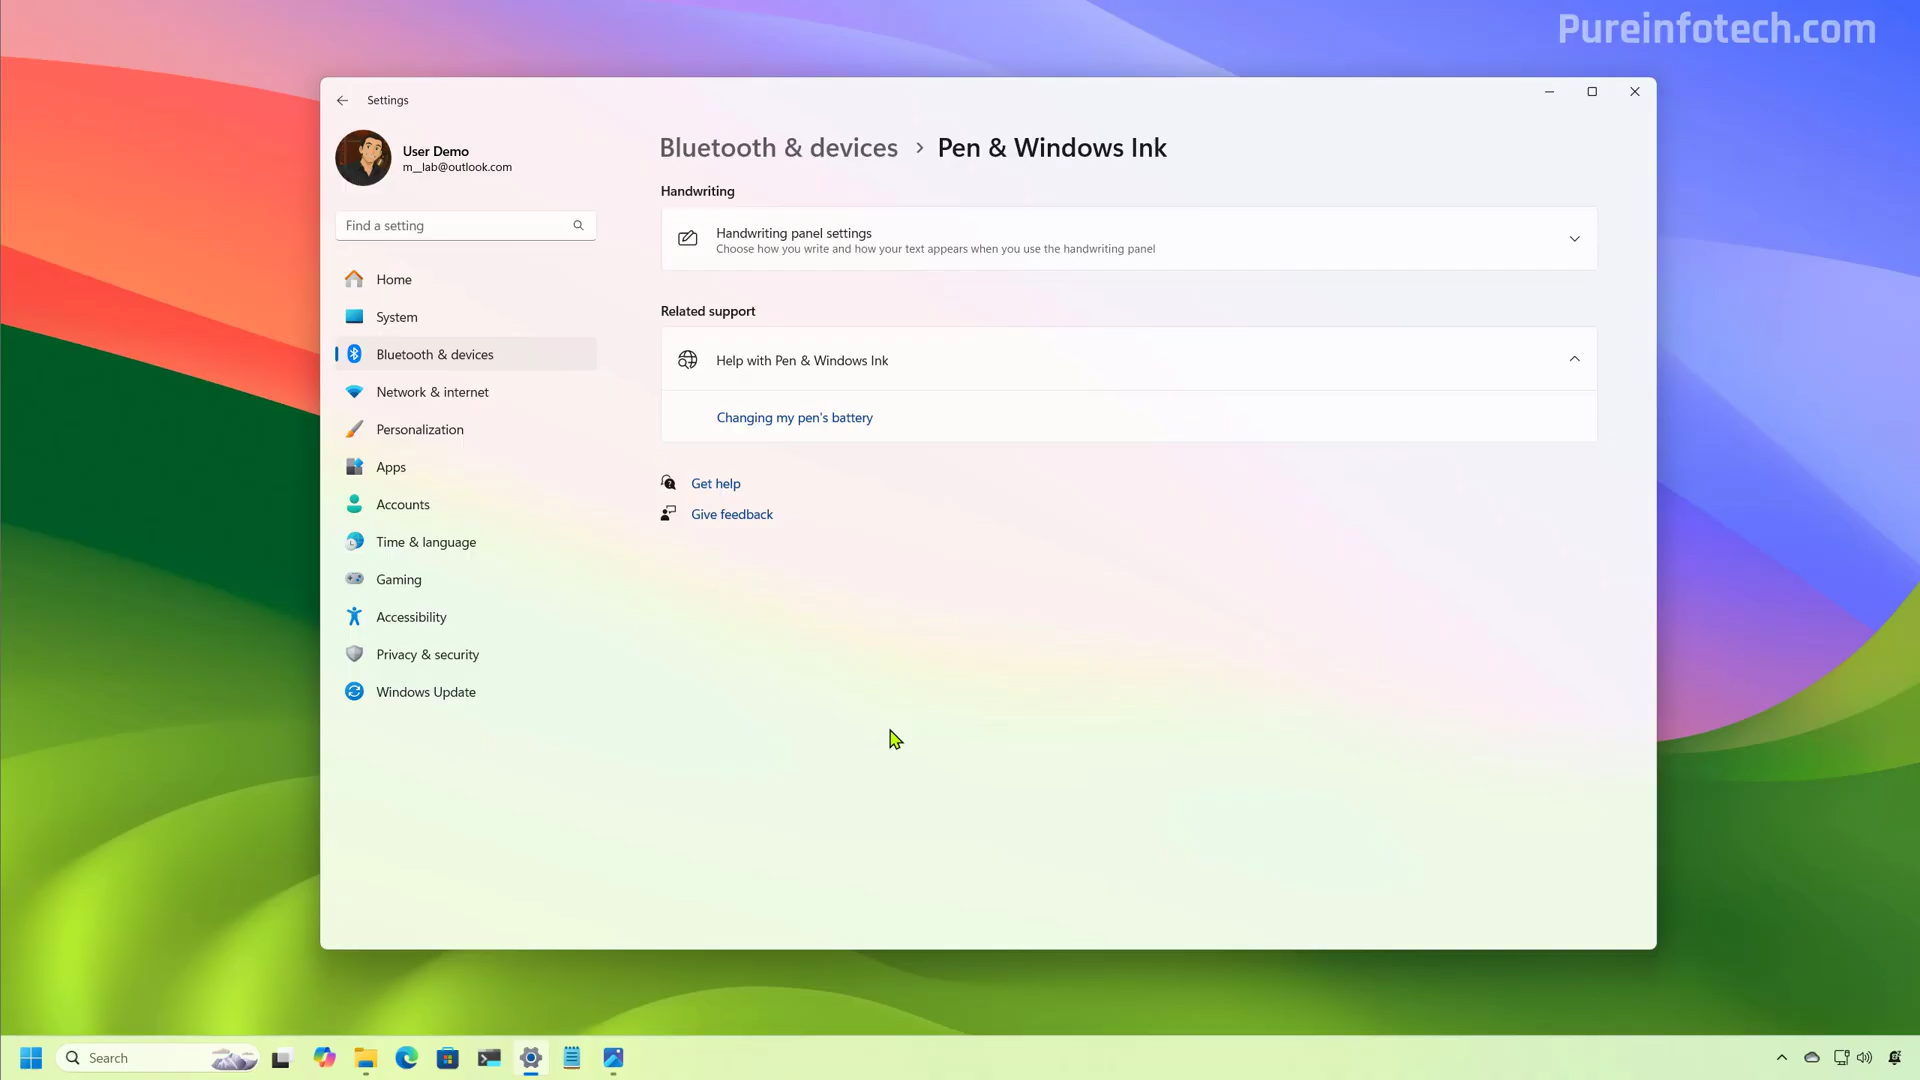 Pureinfotech.com
Settings
User Demo
m__lab@outlook.com
Find a setting
Home
System
Bluetooth & devices
Network & internet
Personalization
Apps
Accounts
Time & language
Gaming
Accessibility
Privacy & security
Windows Update
Bluetooth & devices > Pen & Windows Ink
Handwriting
Handwriting panel settings
Choose how you write and how your text appears when you use the handwriting panel
Related support
Help with Pen & Windows Ink
Changing my pen's battery
Get help
Give feedback
Search